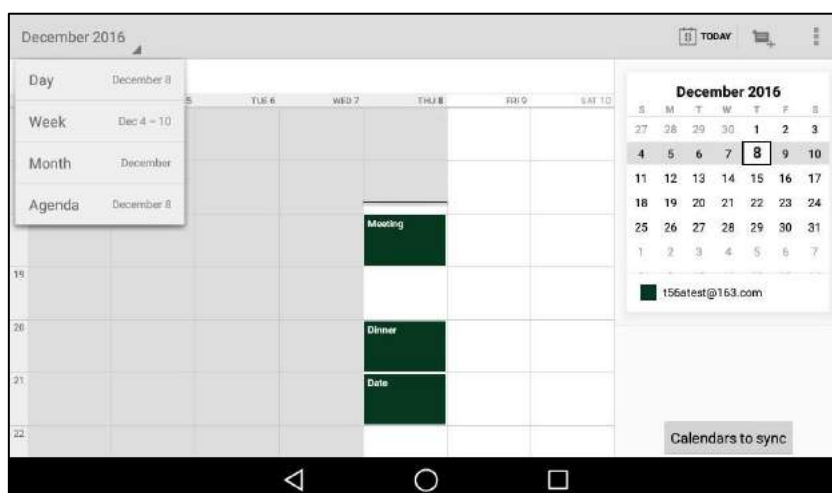 December 2016
8 TODAY
Day December 8
Week Dec 4 – 10
Month December
Agenda December 8
5 TUE 6 WED 7 THU 8 FRI 9 SAT 10
Meeting
19
20 Dinner
21 Date
22
December 2016
S M T W T F S
27 28 29 30 1 2 3
4 5 6 7 8 9 10
11 12 13 14 15 16 17
18 19 20 21 22 23 24
25 26 27 28 29 30 31
1 2 3 4 5 6 7
t56atest@163.com
Calendars to sync